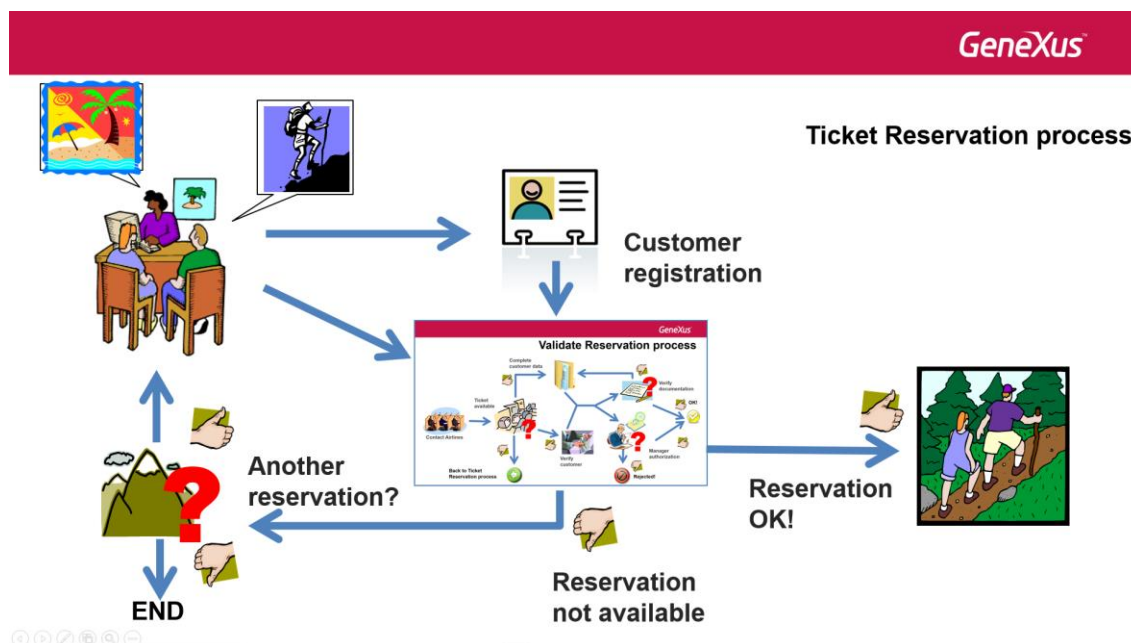 GeneXus™
Ticket Reservation process
Customer
registration
GeneXus
Validate Reservation process
Complete
customer data
Verify
documentation
Ticket
available
OK!
Contact Airlines
Verify
customer
Manager
authorization
Back to Ticket
Reservation process
Rejected!
Another
reservation?
Reservation
OK!
Reservation
not available
END